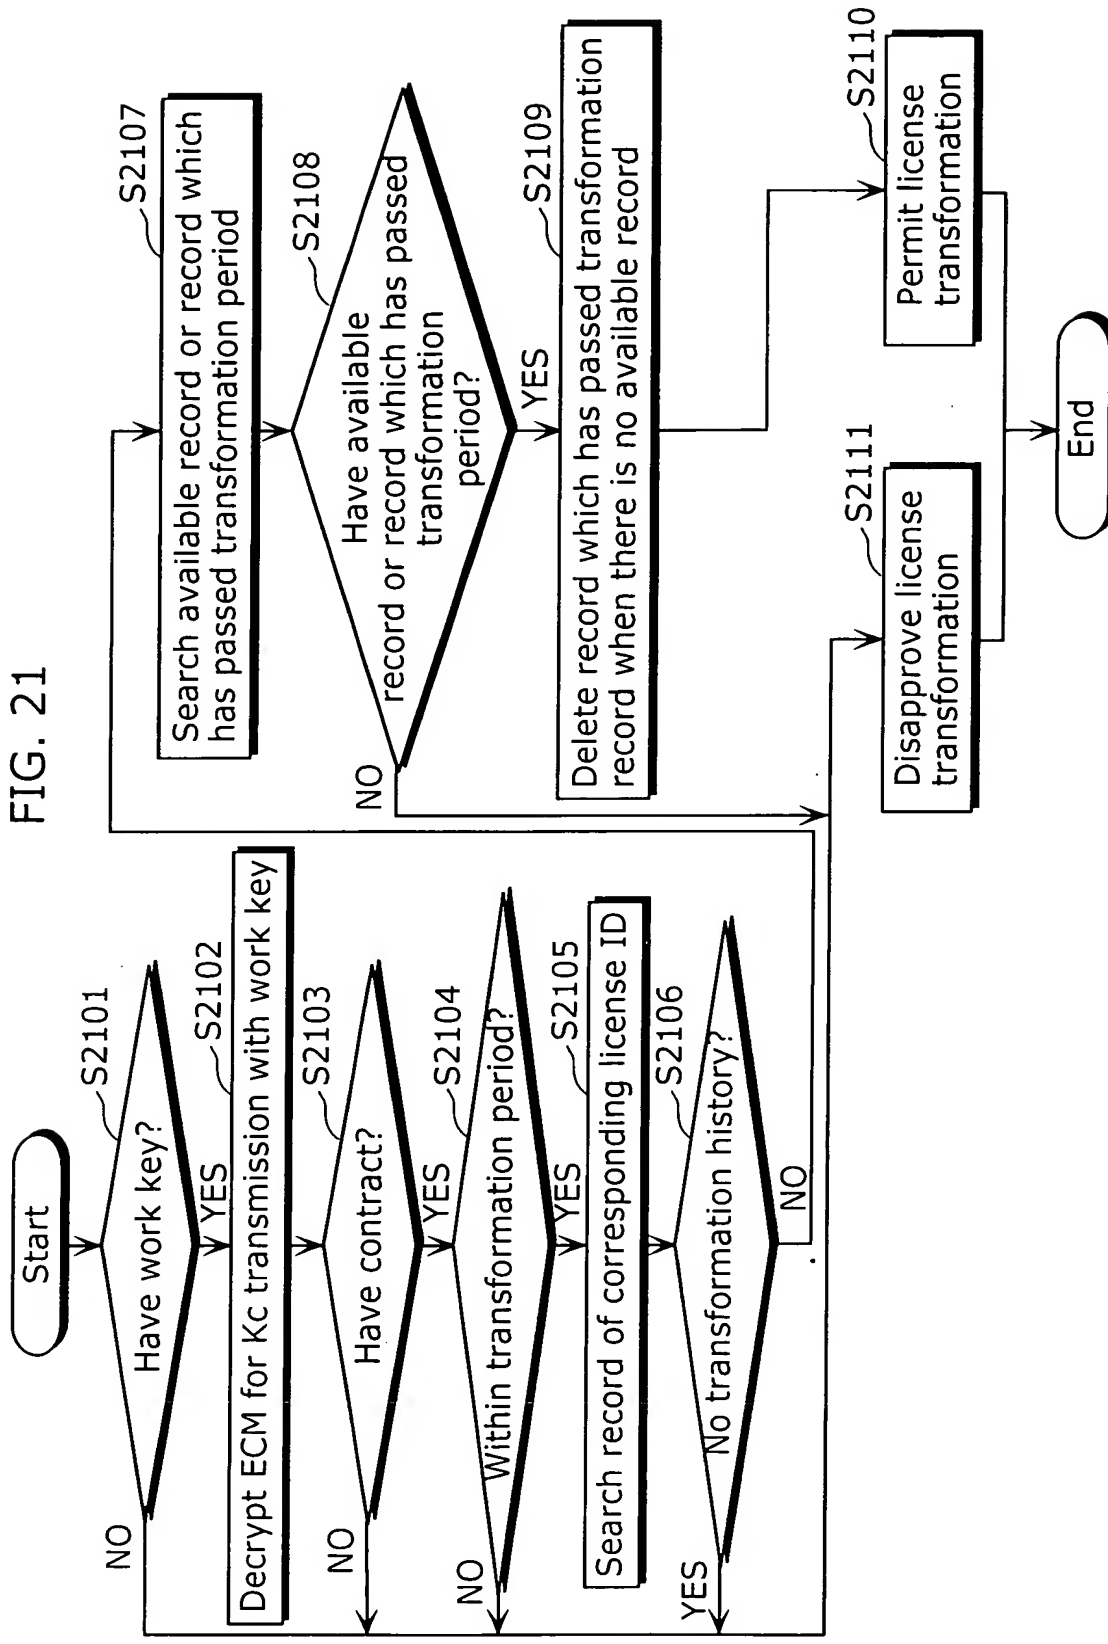 FIG. 21
Start
S2101
Have work key?
NO
YES
S2102
Decrypt ECM for Kc transmission with work key
S2103
Have contract?
NO
YES
S2104
Within transformation period?
NO
YES
S2105
Search record of corresponding license ID
S2106
No transformation history?
YES
NO
S2107
Search available record or record which
has passed transformation period
S2108
Have available
record or record which has passed
transformation
period?
NO
YES
S2109
Delete record which has passed transformation
record when there is no available record
S2111
Disapprove license
transformation
S2110
Permit license
transformation
End